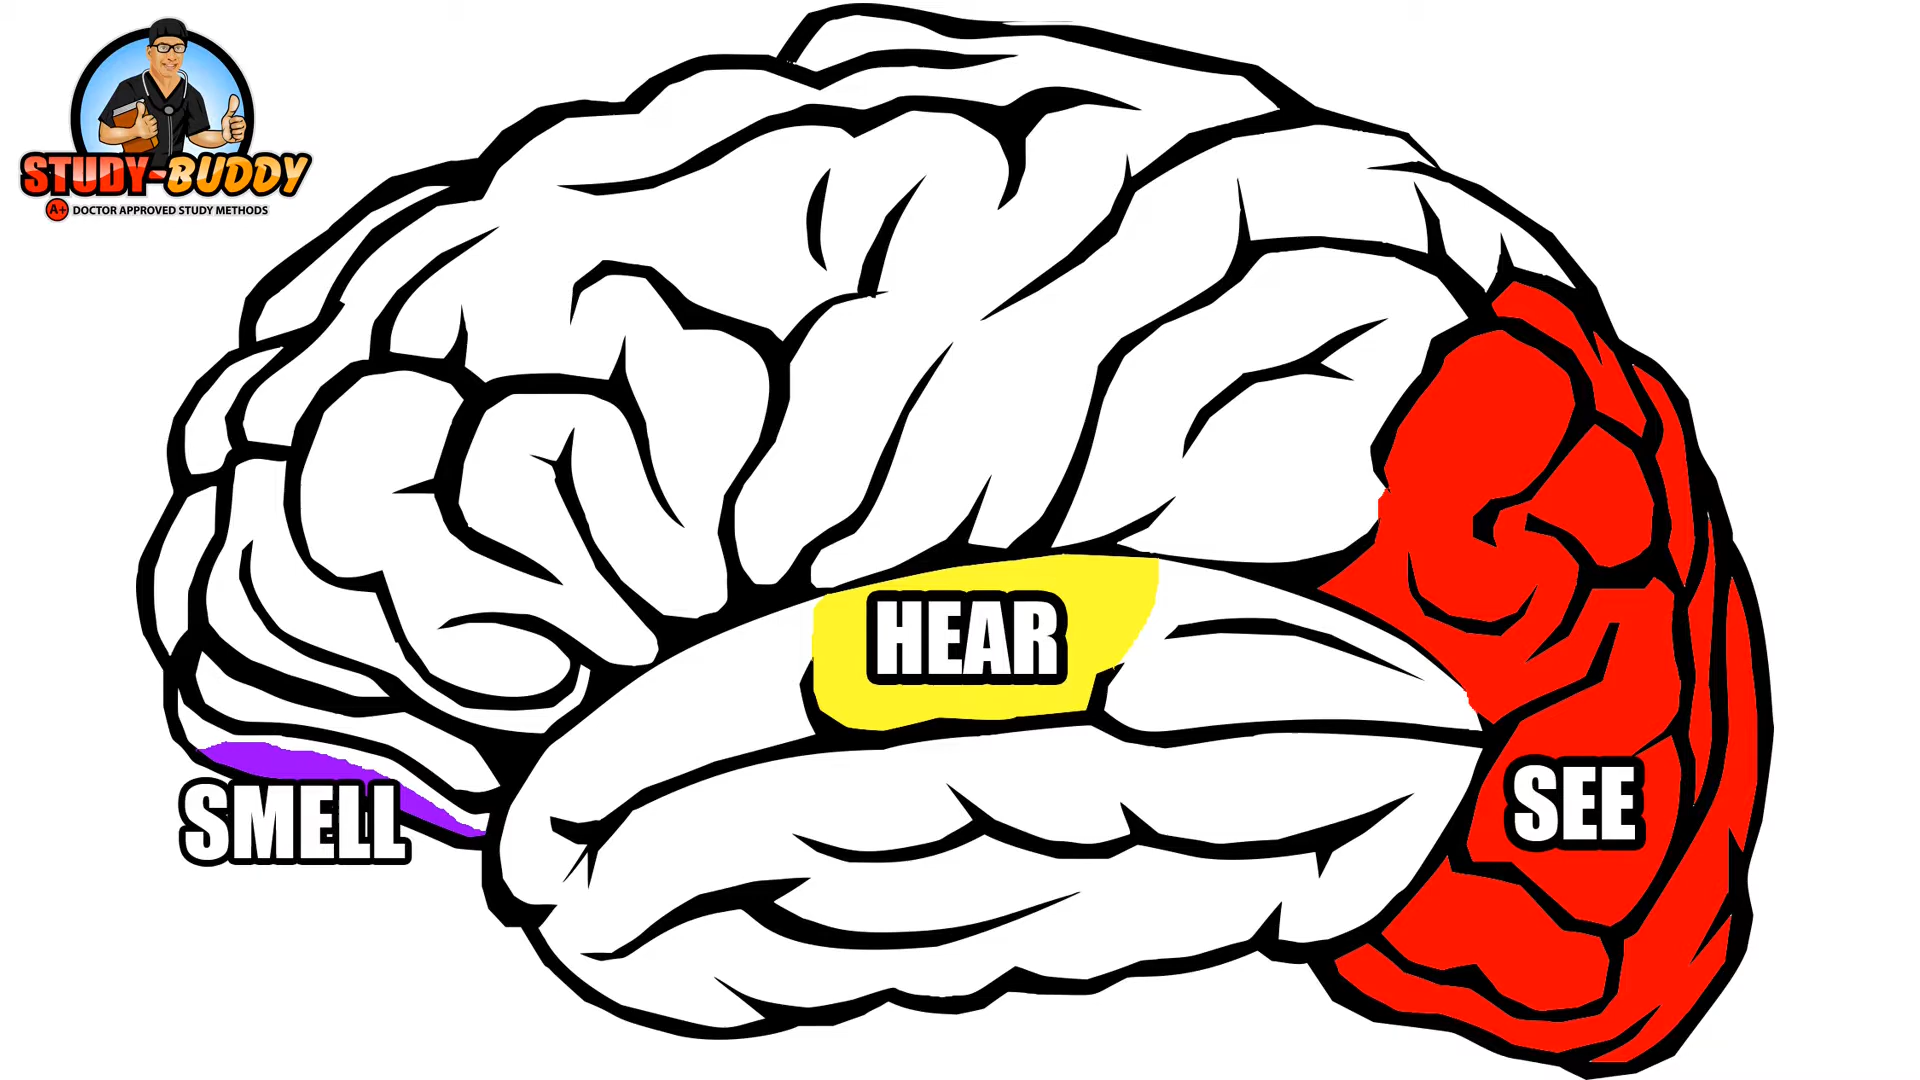 STUDY-BUDDY
A+ DOCTOR APPROVED STUDY METHODS
HEAR
SEE
SMELL